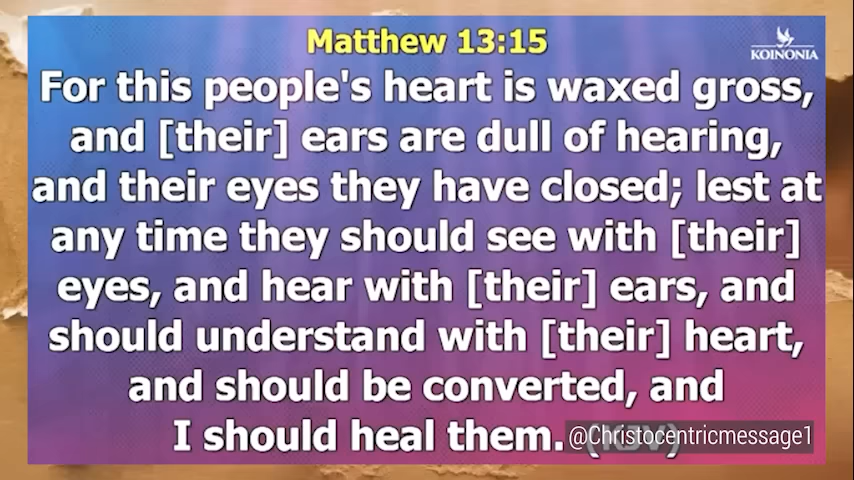 Matthew 13:15
KOINONIA
For this people's heart is waxed gross,
and [their] ears are dull of hearing,
and their eyes they have closed; lest at
any time they should see with [their]
eyes, and hear with [their] ears, and
should understand with [their] heart,
and should be converted, and
I should heal them. (KJV)
@Christocentricmessage1